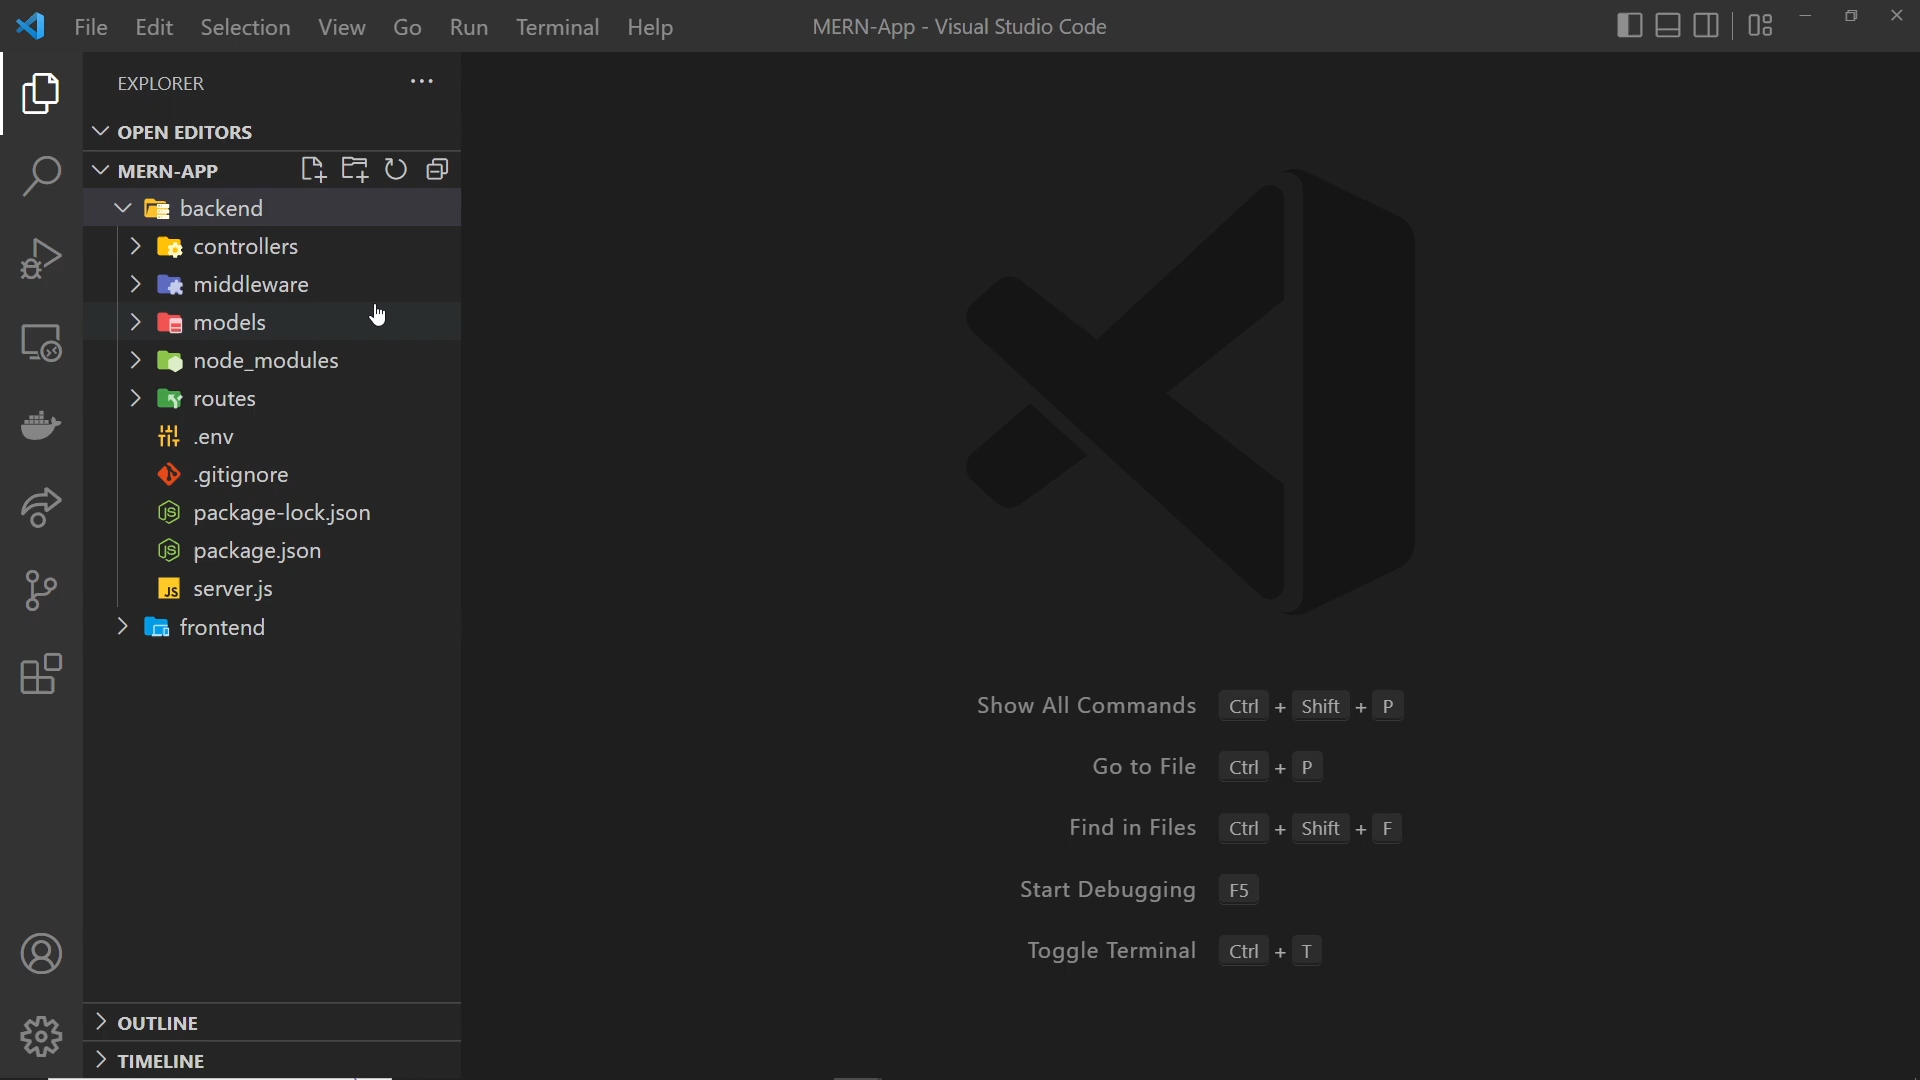 File Edit Selection View Go Run Terminal Help MERN-App - Visual Studio Code
EXPLORER
OPEN EDITORS
MERN-APP
backend
controllers
middleware
models
node_modules
routes
.env
.gitignore
package-lock.json
package.json
JS server.js
frontend
OUTLINE
TIMELINE
Show All Commands Ctrl + Shift + P
Go to File Ctrl + P
Find in Files Ctrl + Shift + F
Start Debugging F5
Toggle Terminal Ctrl + T